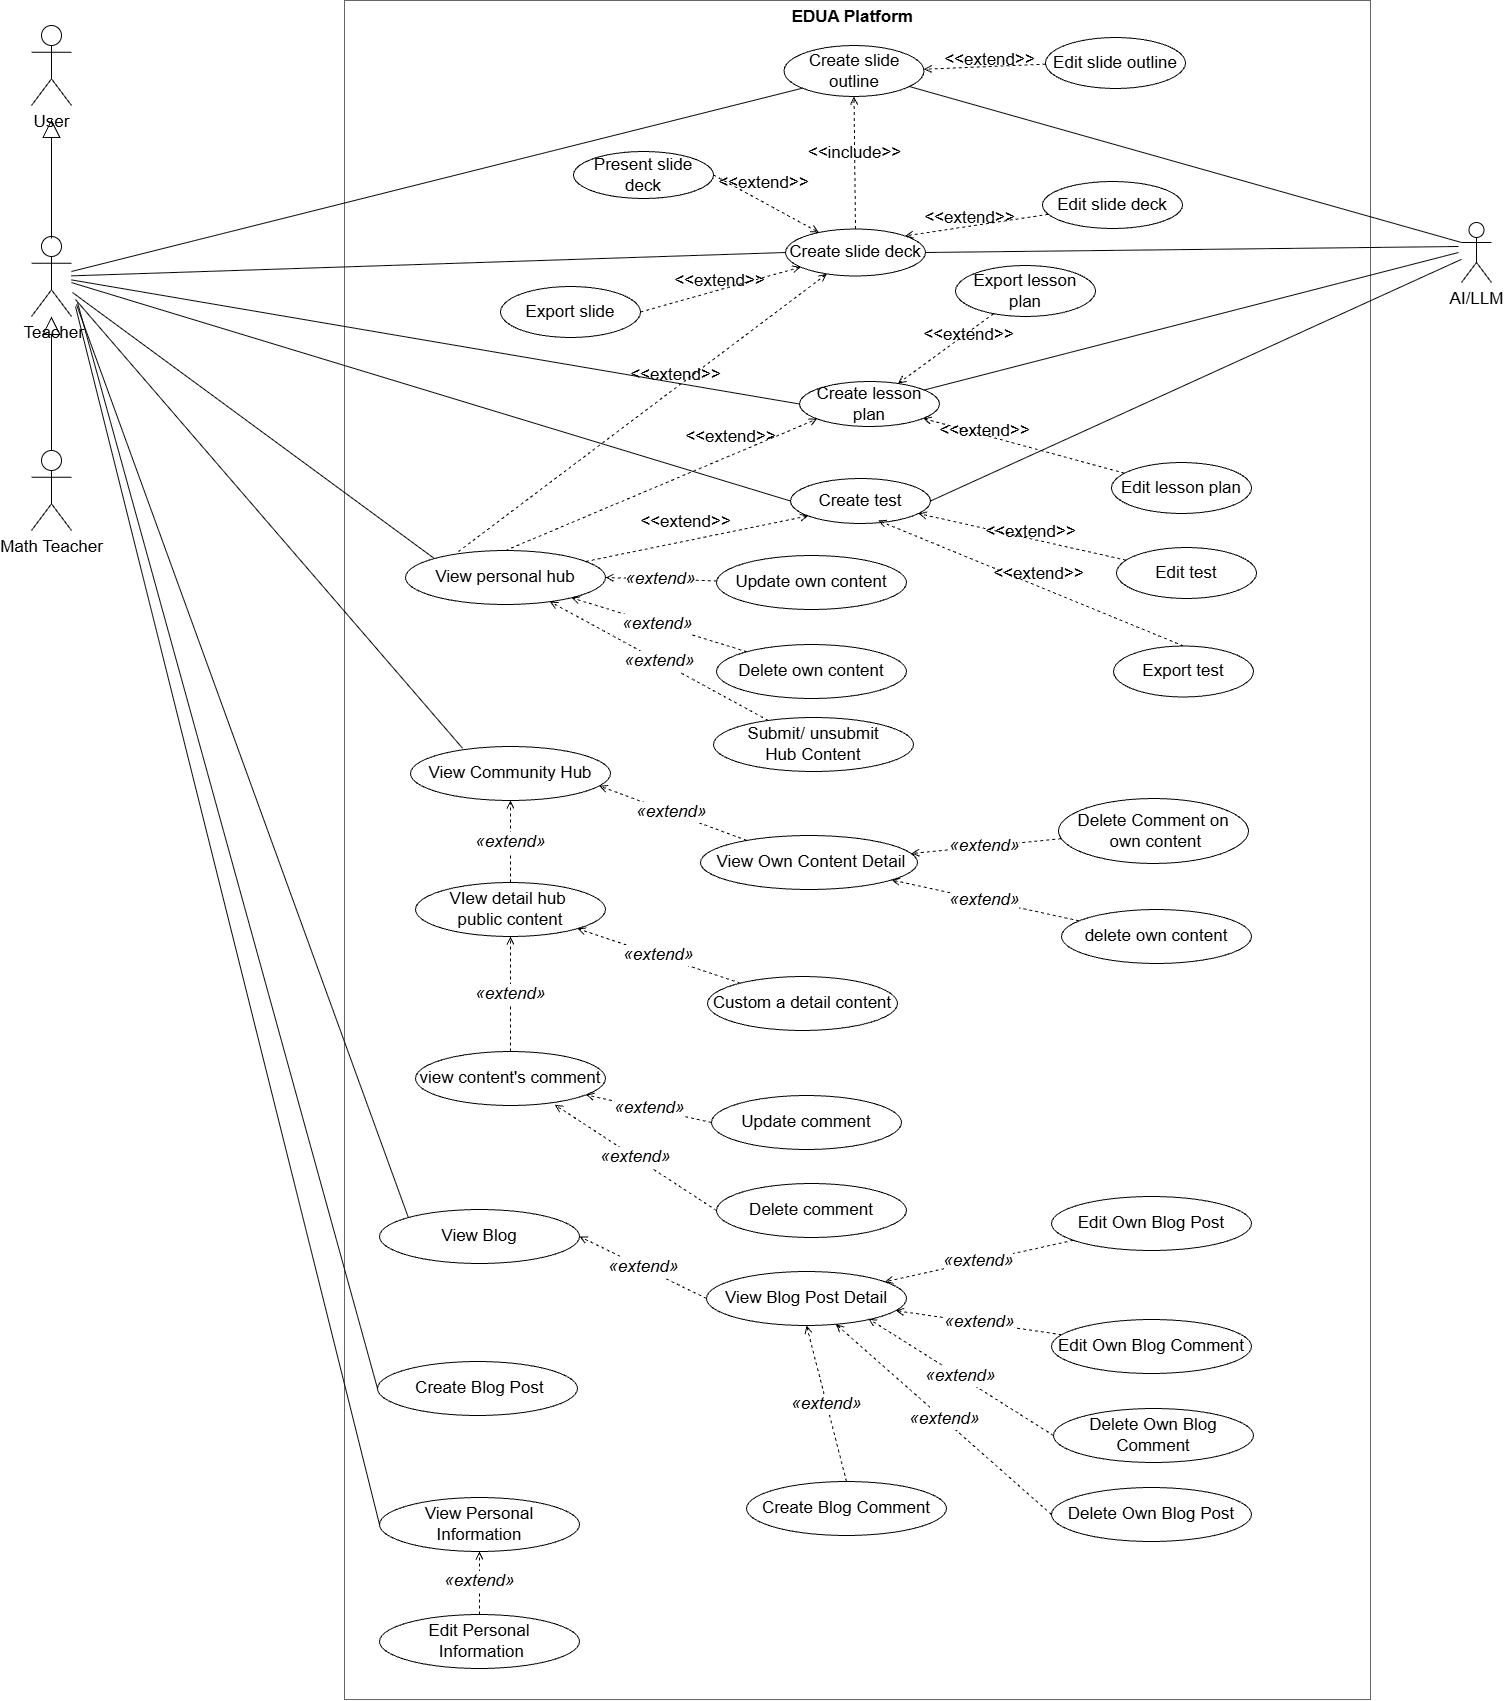 EDUA Platform
User
Create slide
outline
<<extend>>
Edit slide outline
<<include>>
Present slide
deck
<<extend>>
Edit slide deck
<<extend>>
Teacher
Create slide deck
AI/LLM
<<extend>>
Export slide
Export lesson
plan
<<extend>>
<<extend>>
Create lesson
plan
<<extend>>
<<extend>>
Edit lesson plan
Create test
<<extend>>
<<extend>>
Math Teacher
Edit test
<<extend>>
View personal hub
«extend»
Update own content
«extend»
«extend»
Delete own content
Export test
Submit/ unsubmit
Hub Content
View Community Hub
«extend»
Delete Comment on
own content
«extend»
«extend»
View Own Content Detail
«extend»
VIew detail hub
public content
delete own content
«extend»
«extend»
Custom a detail content
view content's comment
«extend»
Update comment
«extend»
Delete comment
View Blog
Edit Own Blog Post
«extend»
«extend»
View Blog Post Detail
«extend»
Edit Own Blog Comment
«extend»
Create Blog Post
«extend»
«extend»
Delete Own Blog
Comment
Create Blog Comment
Delete Own Blog Post
View Personal
Information
«extend»
Edit Personal
Information